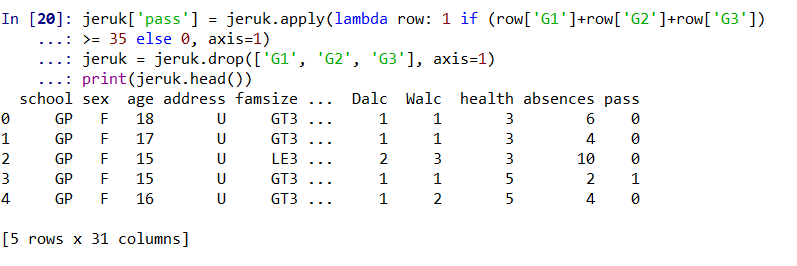 In [20]: jeruk['pass'] = jeruk.apply(lambda row: 1 if (row['G1']+row['G2']+row['G3'])
...: >= 35 else 0, axis=1)
...: jeruk = jeruk.drop(['G1', 'G2', 'G3'], axis=1)
...: print(jeruk.head())
school sex age address famsize ... Dalc Walc health absences pass
0 GP F 18 U GT3 ... 1 1 3 6 0
1 GP F 17 U GT3 ... 1 1 3 4 0
2 GP F 15 U LE3 ... 2 3 3 10 0
3 GP F 15 U GT3 ... 1 1 5 2 1
4 GP F 16 U GT3 ... 1 2 5 4 0
[5 rows x 31 columns]